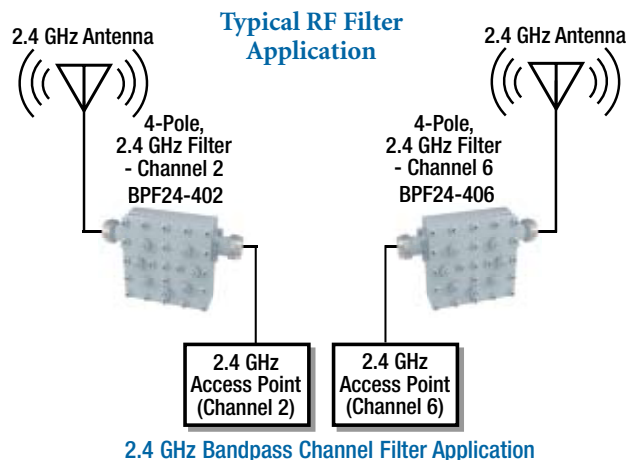 Typical RF Filter
Application
2.4 GHz Antenna
2.4 GHz Antenna
4-Pole,
2.4 GHz Filter
- Channel 2
BPF24-402
4-Pole,
2.4 GHz Filter
- Channel 6
BPF24-406
2.4 GHz
Access Point
(Channel 2)
2.4 GHz
Access Point
(Channel 6)
2.4 GHz Bandpass Channel Filter Application